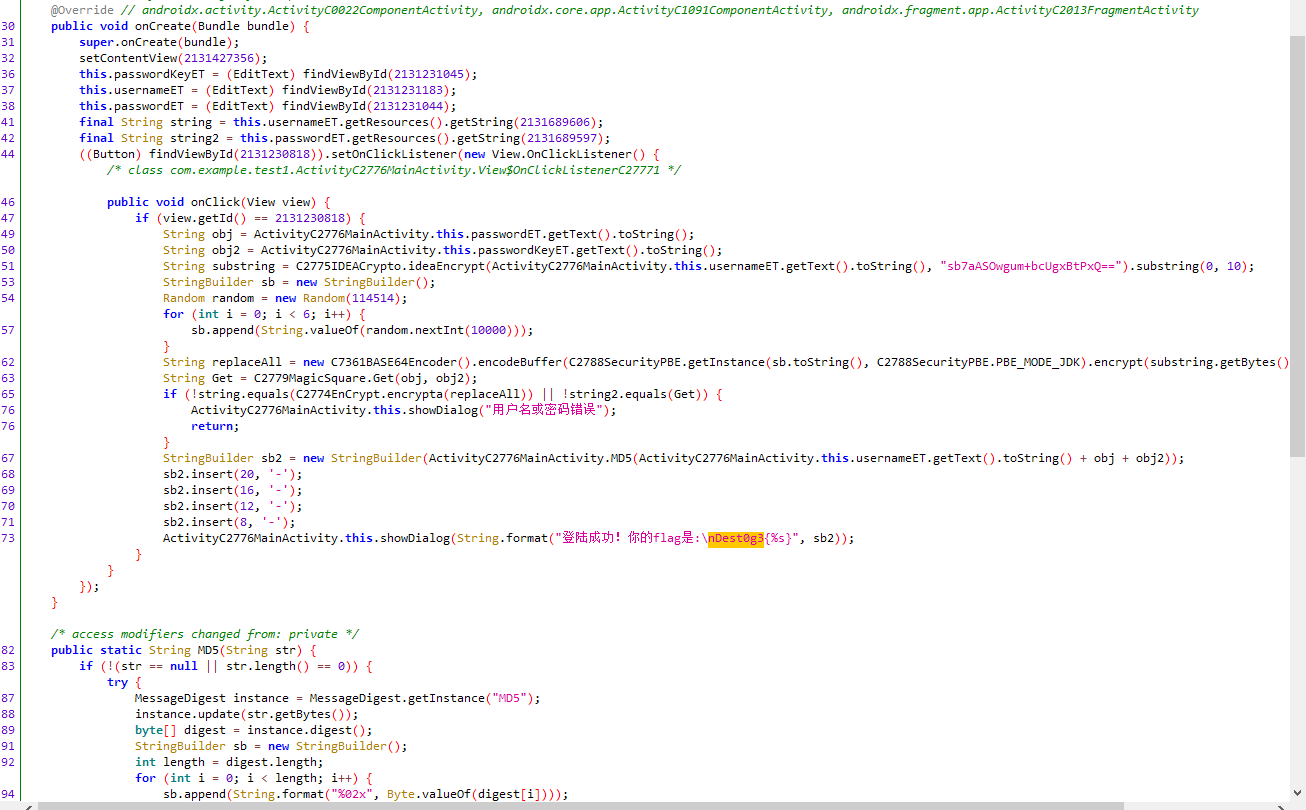 @Override // androidx.activity.ActivityC0022ComponentActivity, androidx.core.app.ActivityC1091ComponentActivity, androidx.fragment.app.ActivityC2013FragmentActivity
30 public void onCreate(Bundle bundle) {
31 super.onCreate(bundle);
32 setContentView(2131427356);
36 this.passwordKeyET = (EditText) findViewById(2131231045);
37 this.usernameET = (EditText) findViewById(2131231183);
38 this.passwordET = (EditText) findViewById(2131231044);
41 final String string = this.usernameET.getResources().getString(2131689606);
42 final String string2 = this.passwordET.getResources().getString(2131689597);
44 ((Button) findViewById(2131230818)).setOnClickListener(new View.OnClickListener() {
/* class com.example.test1.ActivityC2776MainActivity.View$OnClickListenerC27771 */
46 public void onClick(View view) {
47 if (view.getId() == 2131230818) {
49 String obj = ActivityC2776MainActivity.this.passwordET.getText().toString();
50 String obj2 = ActivityC2776MainActivity.this.passwordKeyET.getText().toString();
51 String substring = C2775IDEACrypto.ideaEncrypt(ActivityC2776MainActivity.this.usernameET.getText().toString(), "sb7aASOwgum+bcUgxBtPxQ==").substring(0, 10);
53 StringBuilder sb = new StringBuilder();
54 Random random = new Random(114514);
for (int i = 0; i < 6; i++) {
57 sb.append(String.valueOf(random.nextInt(10000)));
}
62 String replaceAll = new C7361BASE64Encoder().encodeBuffer(C2788SecurityPBE.getInstance(sb.toString(), C2788SecurityPBE.PBE_MODE_JDK).encrypt(substring.getBytes()
63 String Get = C2779MagicSquare.Get(obj, obj2);
65 if (!string.equals(C2774EnCrypt.encrypta(replaceAll)) || !string2.equals(Get)) {
76 ActivityC2776MainActivity.this.showDialog("用户名或密码错误");
76 return;
}
67 StringBuilder sb2 = new StringBuilder(ActivityC2776MainActivity.MD5(ActivityC2776MainActivity.this.usernameET.getText().toString() + obj + obj2));
68 sb2.insert(20, '-');
69 sb2.insert(16, '-');
70 sb2.insert(12, '-');
71 sb2.insert(8, '-');
73 ActivityC2776MainActivity.this.showDialog(String.format("登陆成功！你的flag是:\nDest0g3{%s}", sb2));
}
}
});
}
/* access modifiers changed from: private */
82 public static String MD5(String str) {
83 if (!(str == null || str.length() == 0)) {
try {
87 MessageDigest instance = MessageDigest.getInstance("MD5");
88 instance.update(str.getBytes());
89 byte[] digest = instance.digest();
91 StringBuilder sb = new StringBuilder();
92 int length = digest.length;
for (int i = 0; i < length; i++) {
94 sb.append(String.format("%02x", Byte.valueOf(digest[i])));